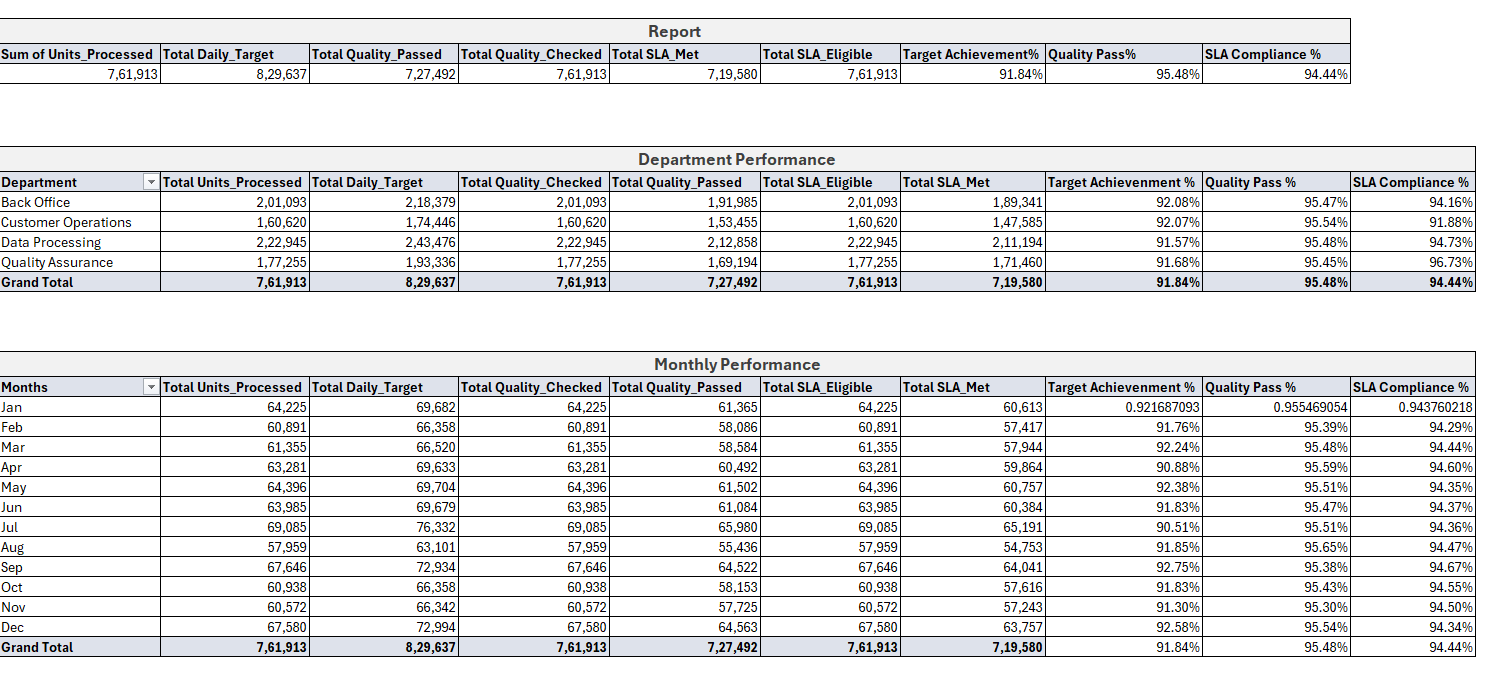 Report
Sum of Units_Processed Total Daily_Target Total Quality_Passed Total Quality_Checked Total SLA_Met Total SLA_Eligible Target Achievement% Quality Pass% SLA Compliance %
7,61,913 8,29,637 7,27,492 7,61,913 7,19,580 7,61,913 91.84% 95.48% 94.44%
Department Performance
Department Total Units_Processed Total Daily_Target Total Quality_Checked Total Quality_Passed Total SLA_Eligible Total SLA_Met Target Achievenment % Quality Pass % SLA Compliance %
Back Office 2,01,093 2,18,379 2,01,093 1,91,985 2,01,093 1,89,341 92.08% 95.47% 94.16%
Customer Operations 1,60,620 1,74,446 1,60,620 1,53,455 1,60,620 1,47,585 92.07% 95.54% 91.88%
Data Processing 2,22,945 2,43,476 2,22,945 2,12,858 2,22,945 2,11,194 91.57% 95.48% 94.73%
Quality Assurance 1,77,255 1,93,336 1,77,255 1,69,194 1,77,255 1,71,460 91.68% 95.45% 96.73%
Grand Total 7,61,913 8,29,637 7,61,913 7,27,492 7,61,913 7,19,580 91.84% 95.48% 94.44%
Monthly Performance
Months Total Units_Processed Total Daily_Target Total Quality_Checked Total Quality_Passed Total SLA_Eligible Total SLA_Met Target Achievenment % Quality Pass % SLA Compliance %
Jan 64,225 69,682 64,225 61,365 64,225 60,613 0.921687093 0.955469054 0.943760218
Feb 60,891 66,358 60,891 58,086 60,891 57,417 91.76% 95.39% 94.29%
Mar 61,355 66,520 61,355 58,584 61,355 57,944 92.24% 95.48% 94.44%
Apr 63,281 69,633 63,281 60,492 63,281 59,864 90.88% 95.59% 94.60%
May 64,396 69,704 64,396 61,502 64,396 60,757 92.38% 95.51% 94.35%
Jun 63,985 69,679 63,985 61,084 63,985 60,384 91.83% 95.47% 94.37%
Jul 69,085 76,332 69,085 65,980 69,085 65,191 90.51% 95.51% 94.36%
Aug 57,959 63,101 57,959 55,436 57,959 54,753 91.85% 95.65% 94.47%
Sep 67,646 72,934 67,646 64,522 67,646 64,041 92.75% 95.38% 94.67%
Oct 60,938 66,358 60,938 58,153 60,938 57,616 91.83% 95.43% 94.55%
Nov 60,572 66,342 60,572 57,725 60,572 57,243 91.30% 95.30% 94.50%
Dec 67,580 72,994 67,580 64,563 67,580 63,757 92.58% 95.54% 94.34%
Grand Total 7,61,913 8,29,637 7,61,913 7,27,492 7,61,913 7,19,580 91.84% 95.48% 94.44%